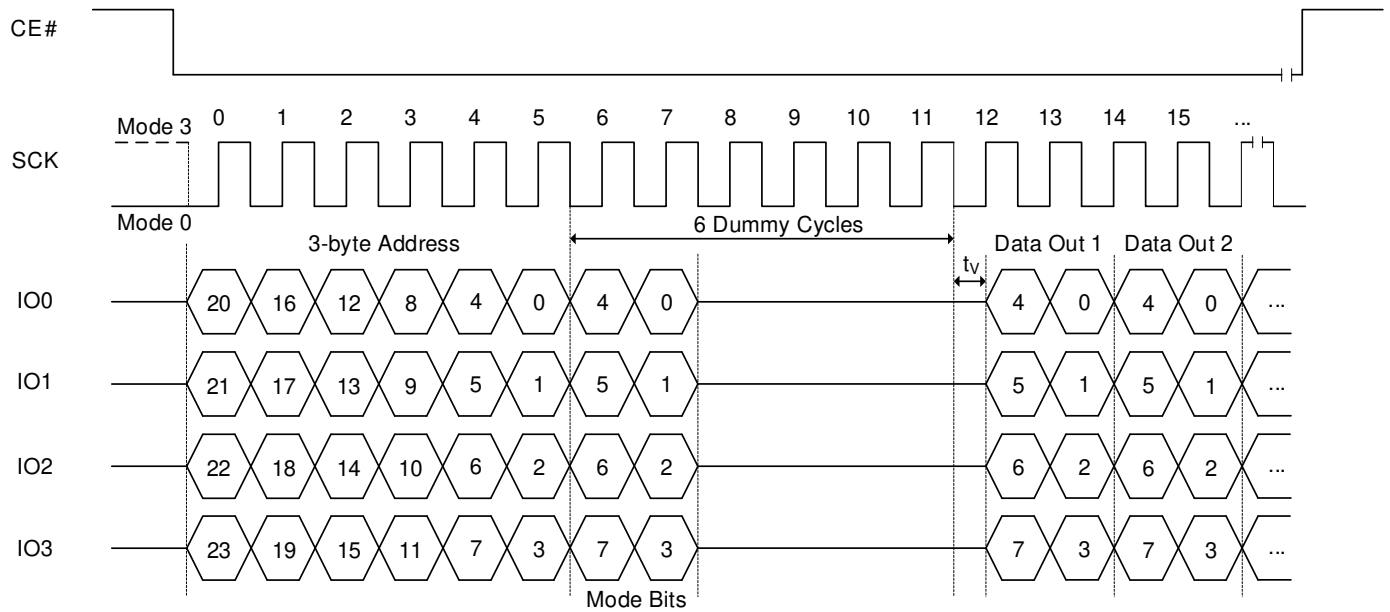 CE#
Mode 3
0 1 2 3 4 5 6 7 8 9 10 11 12 13 14 15 ...
SCK
Mode 0
3-byte Address
6 Dummy Cycles
tV
Data Out 1 Data Out 2
IO0 20 16 12 8 4 0 4 0 4 0 4 0 ...
IO1 21 17 13 9 5 1 5 1 5 1 5 1 ...
IO2 22 18 14 10 6 2 6 2 6 2 6 2 ...
IO3 23 19 15 11 7 3 7 3 7 3 7 3 ...
Mode Bits